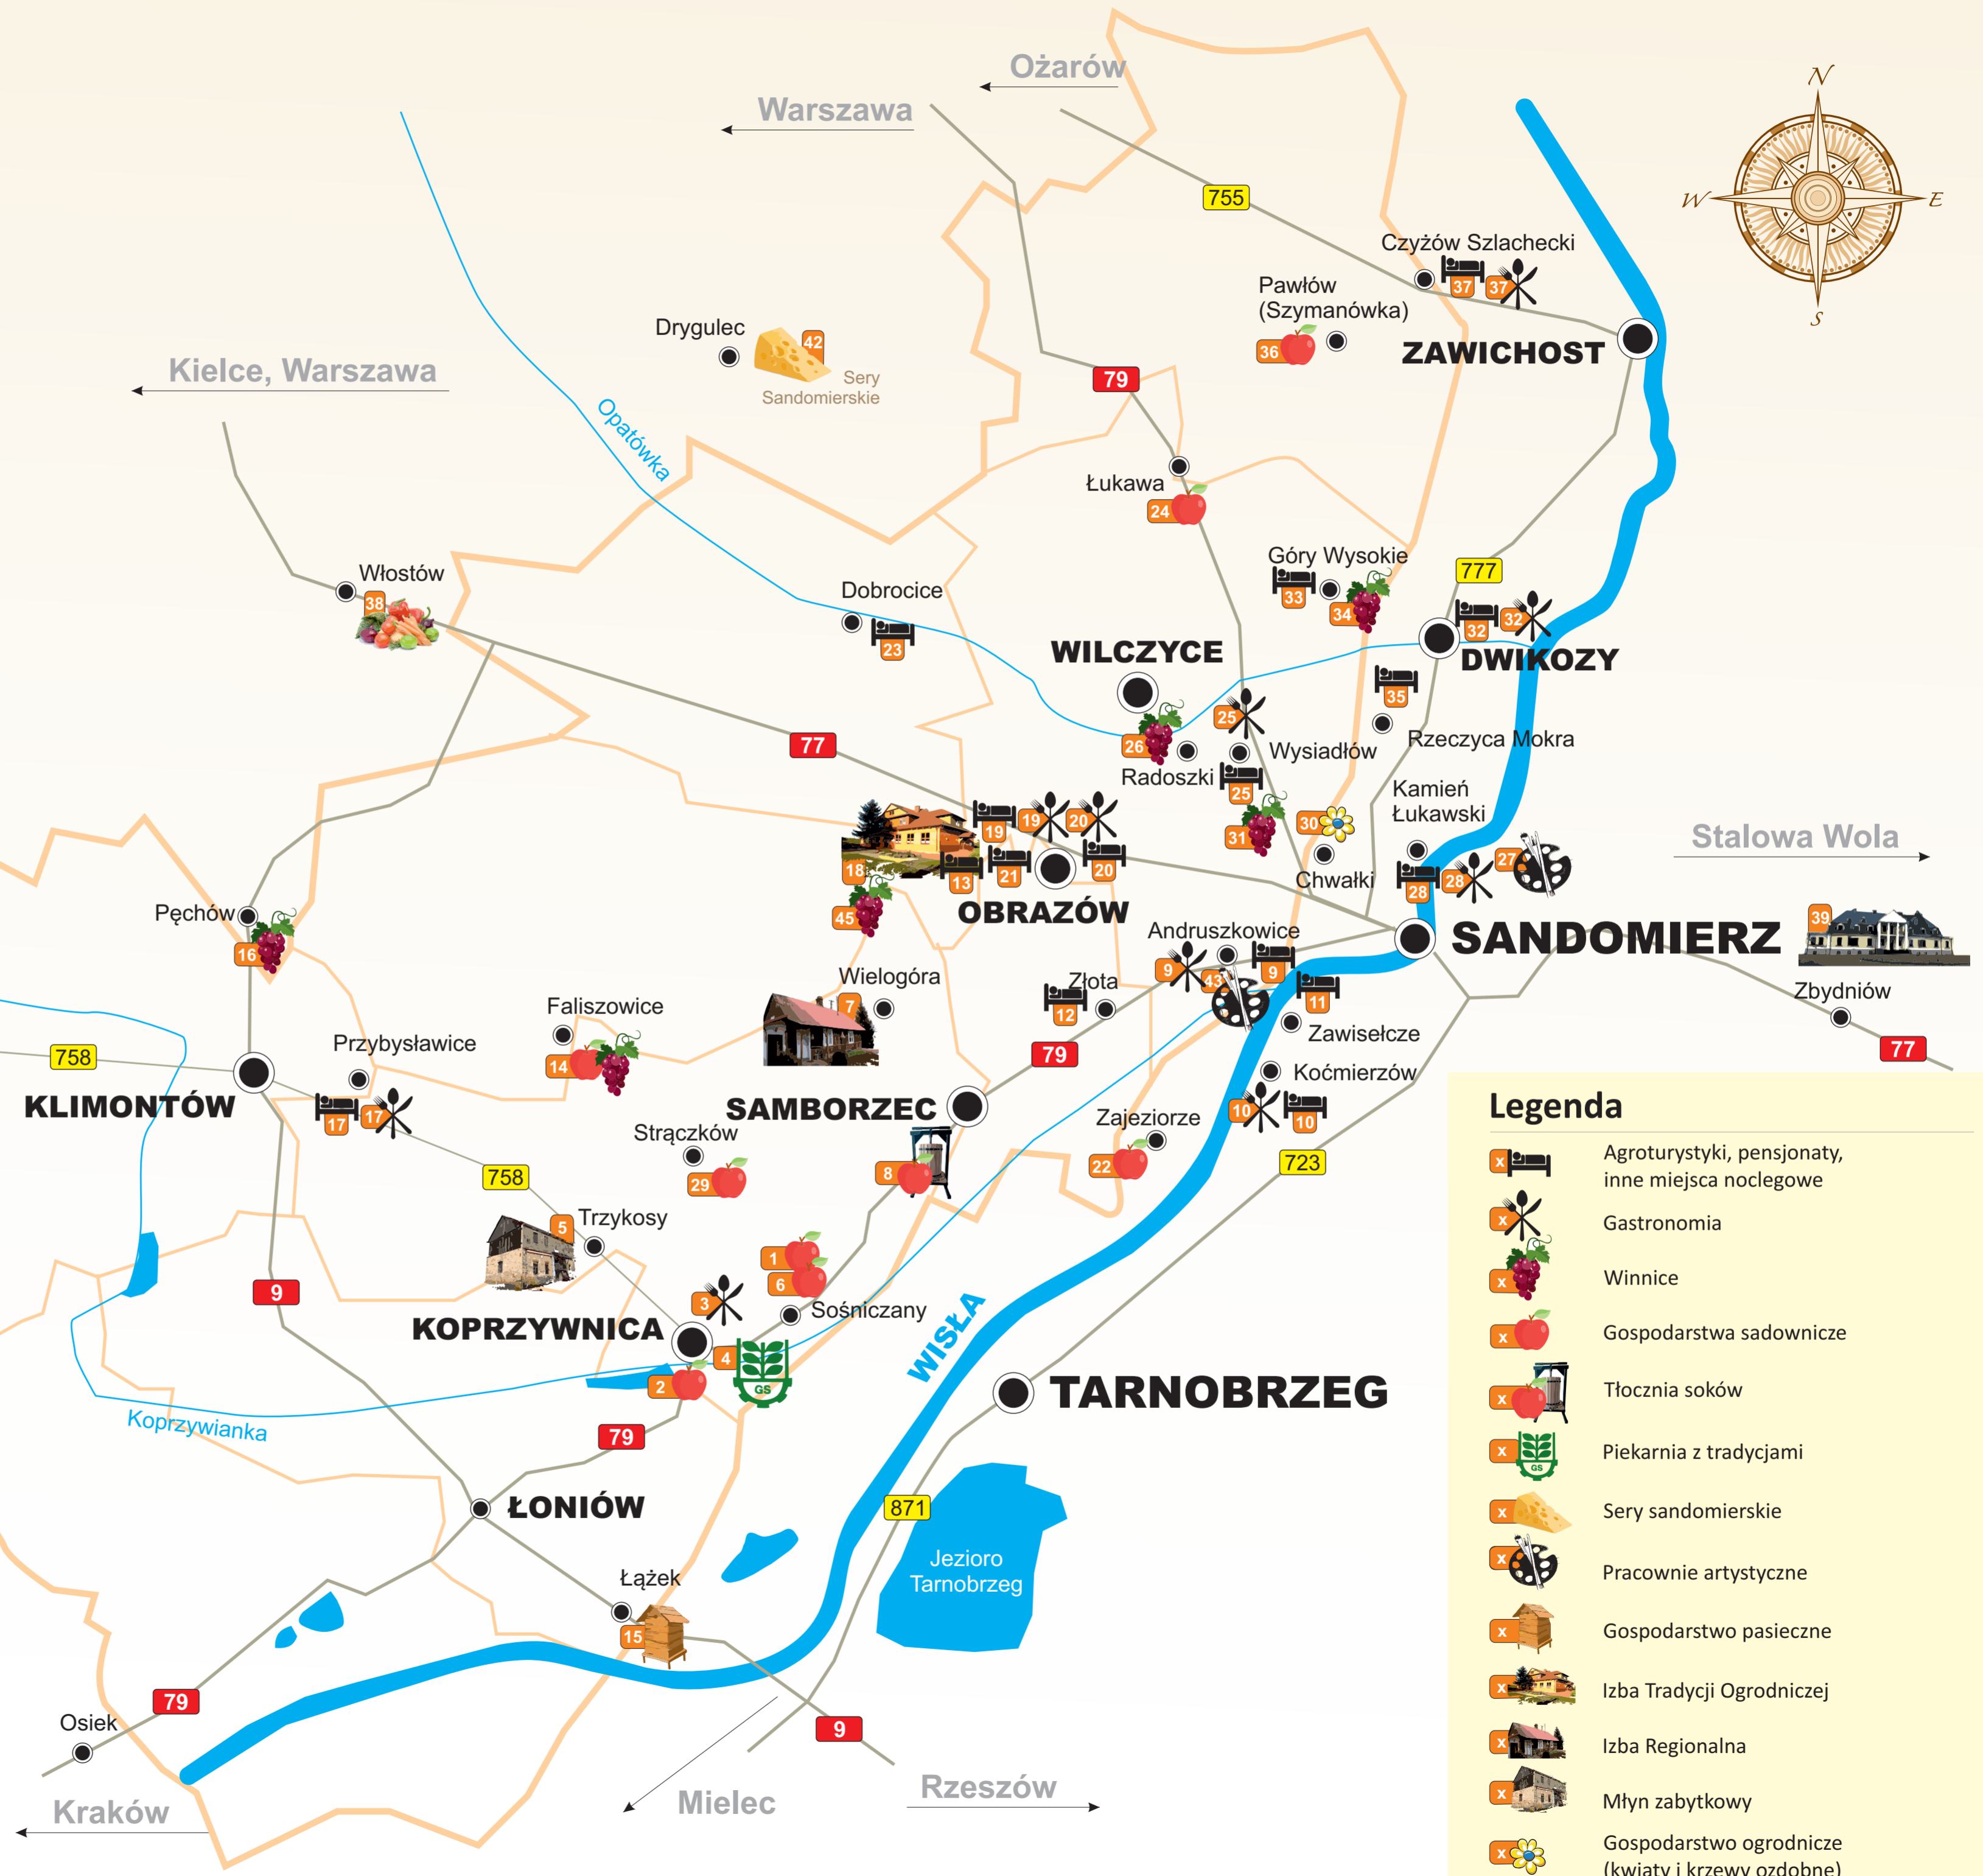 Ożarów
Warszawa
N
W
E
S
755
Czyżów Szlachecki
37
37
Pawłów
(Szymanówka)
36
ZAWICHOST
Drygulec
42
Sery
Sandomierskie
Kielce, Warszawa
79
Opatówka
Łukawa
24
Góry Wysokie
33
34
777
Włostów
38
Dobrocice
23
32
32
DWIKOZY
WILCZYCE
35
Rzeczyca Mokra
25
26
Wysiadłów
Radoszki
25
77
Kamień
Łukawski
31
30
Chwałki
19
19
20
18
13
21
20
45
OBRAZÓW
28
28
27
Stalowa Wola
SANDOMIERZ
39
Pęchów
16
Andruszkowice
9
43
9
11
Zawisełcze
Złota
12
Wielogóra
7
Zbydniów
77
Faliszowice
14
Przybysławice
17
17
758
KLIMONTÓW
79
Koćmierzów
10
10
SAMBORZEC
8
Zajeziorze
22
723
Strączków
29
758
5
Trzykosy
1
6
Sośniczany
9
3
KOPRZYWNICA
4
GS
2
WISŁA
TARNOBRZEG
Koprzywianka
79
ŁONIÓW
871
Jezioro
Tarnobrzeg
Łążek
15
79
Osiek
9
Kraków
Mielec
Rzeszów
Legenda
x
Agroturystyki, pensjonaty,
inne miejsca noclegowe
x
Gastronomia
x
Winnice
x
Gospodarstwa sadownicze
x
Tłocznia soków
x
GS
Piekarnia z tradycjami
x
Sery sandomierskie
x
Pracownie artystyczne
x
Gospodarstwo pasieczne
x
Izba Tradycji Ogrodniczej
x
Izba Regionalna
x
Młyn zabytkowy
x
Gospodarstwo ogrodnicze
(kwiaty i krzewy ozdobne)